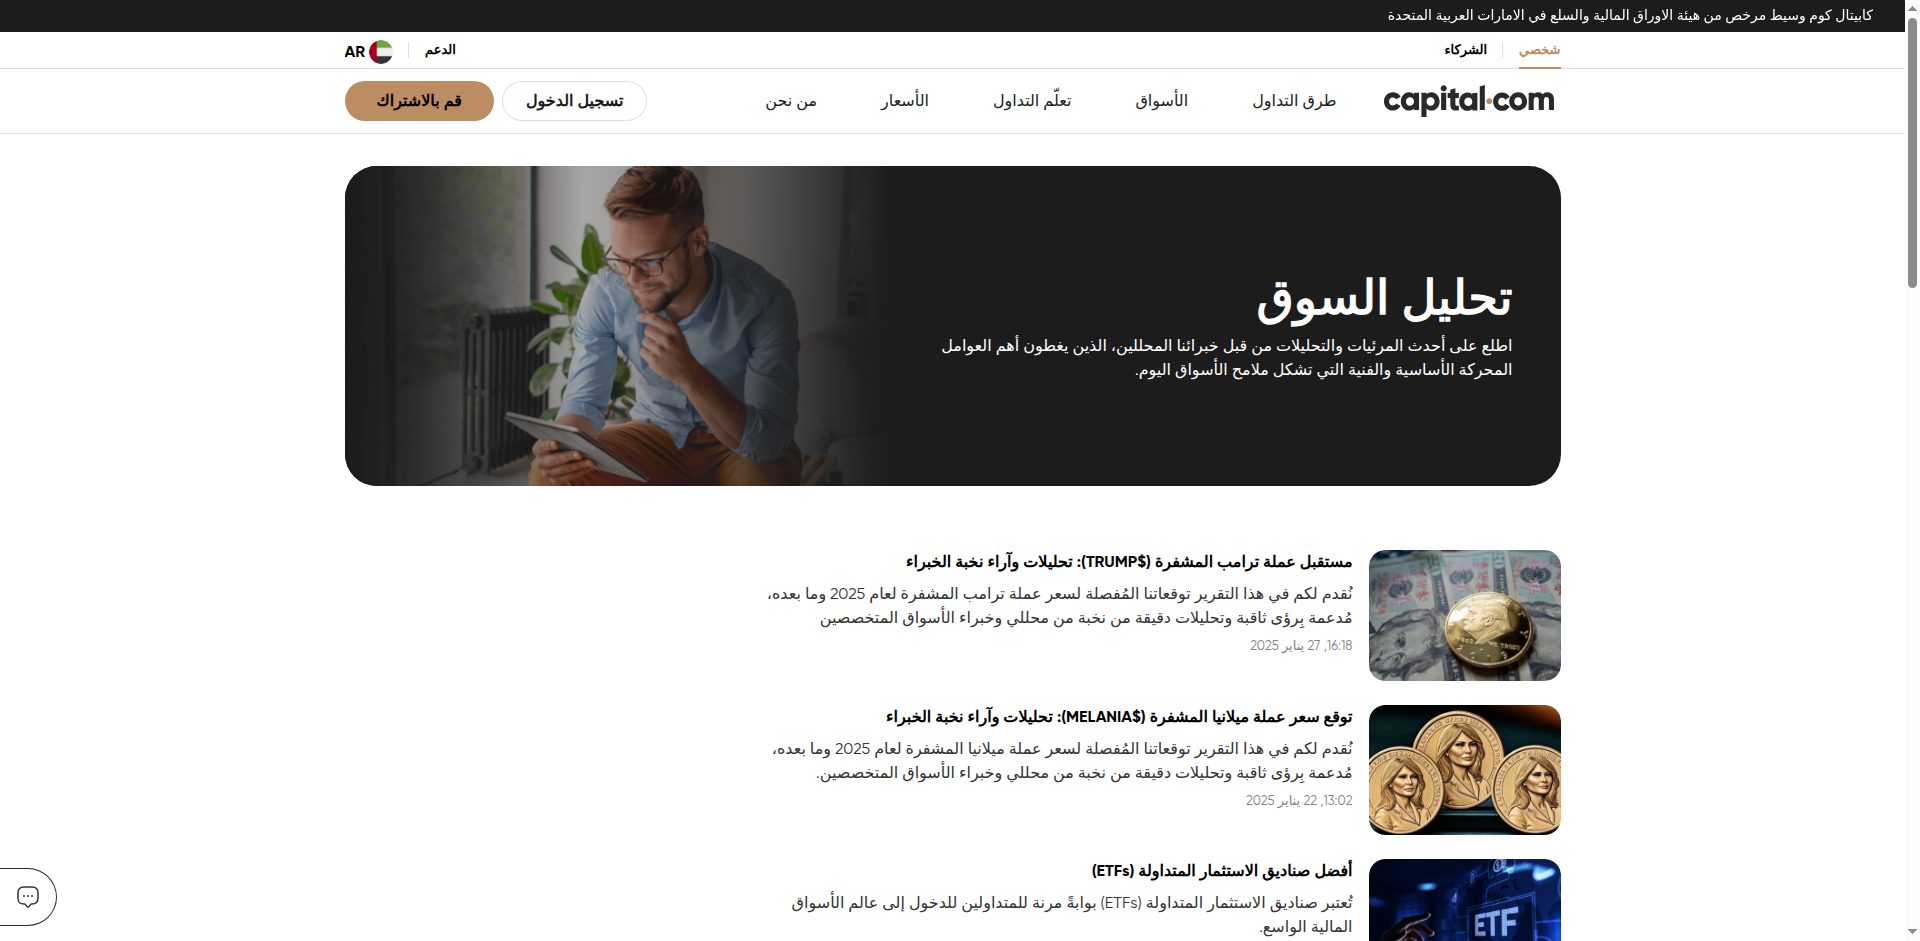 كابيتال كوم وسيط مرخص من هيئة الاوراق المالية والسلع في الامارات العربية المتحدة
شخصي
الشركاء
الدعم
AR
capital.com
طرق التداول
الأسواق
تعلّم التداول
الأسعار
من نحن
تسجيل الدخول
قم بالاشتراك
تحليل السوق
اطلع على أحدث المرئيات والتحليلات من قبل خبرائنا المحللين، الذين يغطون أهم العوامل
المحركة الأساسية والفنية التي تشكل ملامح الأسواق اليوم.
مستقبل عملة ترامب المشفرة (TRUMP$): تحليلات وآراء نخبة الخبراء
نُقدم لكم في هذا التقرير توقعاتنا المُفصلة لسعر عملة ترامب المشفرة لعام 2025 وما بعده،
مُدعمة بِرؤى ثاقبة وتحليلات دقيقة من نخبة من محللي وخبراء الأسواق المتخصصين
16:18, 27 يناير 2025
توقع سعر عملة ميلانيا المشفرة (MELANIA$): تحليلات وآراء نخبة الخبراء
نُقدم لكم في هذا التقرير توقعاتنا المُفصلة لسعر عملة ميلانيا المشفرة لعام 2025 وما بعده،
مُدعمة بِرؤى ثاقبة وتحليلات دقيقة من نخبة من محللي وخبراء الأسواق المتخصصين.
13:02, 22 يناير 2025
أفضل صناديق الاستثمار المتداولة (ETFs)
تُعتبر صناديق الاستثمار المتداولة (ETFs) بوابةً مرنة للمتداولين للدخول إلى عالم الأسواق
المالية الواسع.
ETF